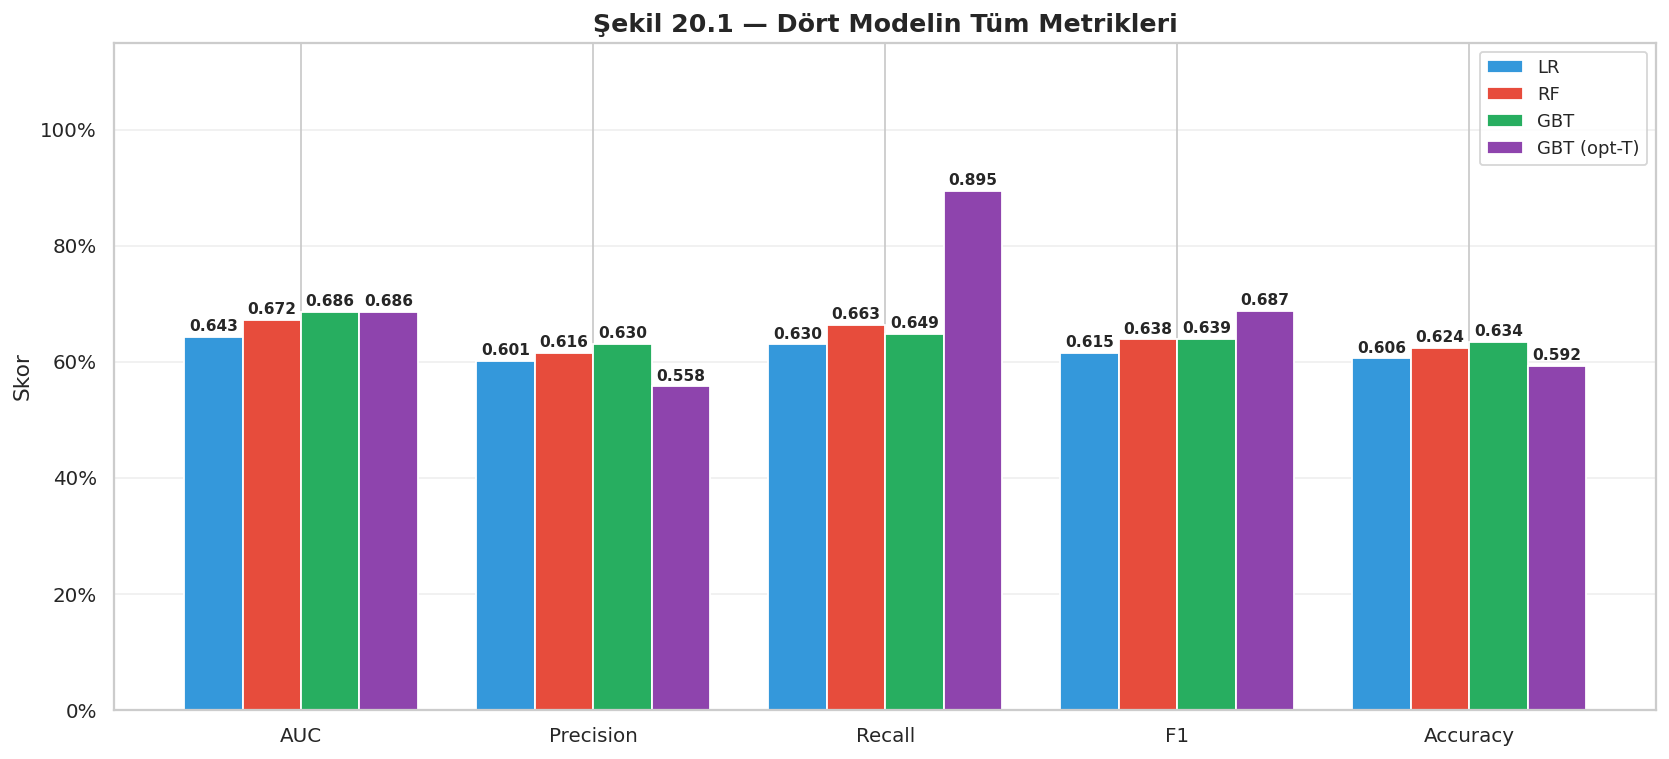 Şekil 20.1 — Dört Modelin Tüm Metrikleri
LR
RF
GBT
GBT (opt-T)
Skor
100%
80%
60%
40%
20%
0%
0.643 0.672 0.686 0.686
0.601 0.616 0.630 0.558
0.630 0.663 0.649 0.895
0.615 0.638 0.639 0.687
0.606 0.624 0.634 0.592
AUC Precision Recall F1 Accuracy